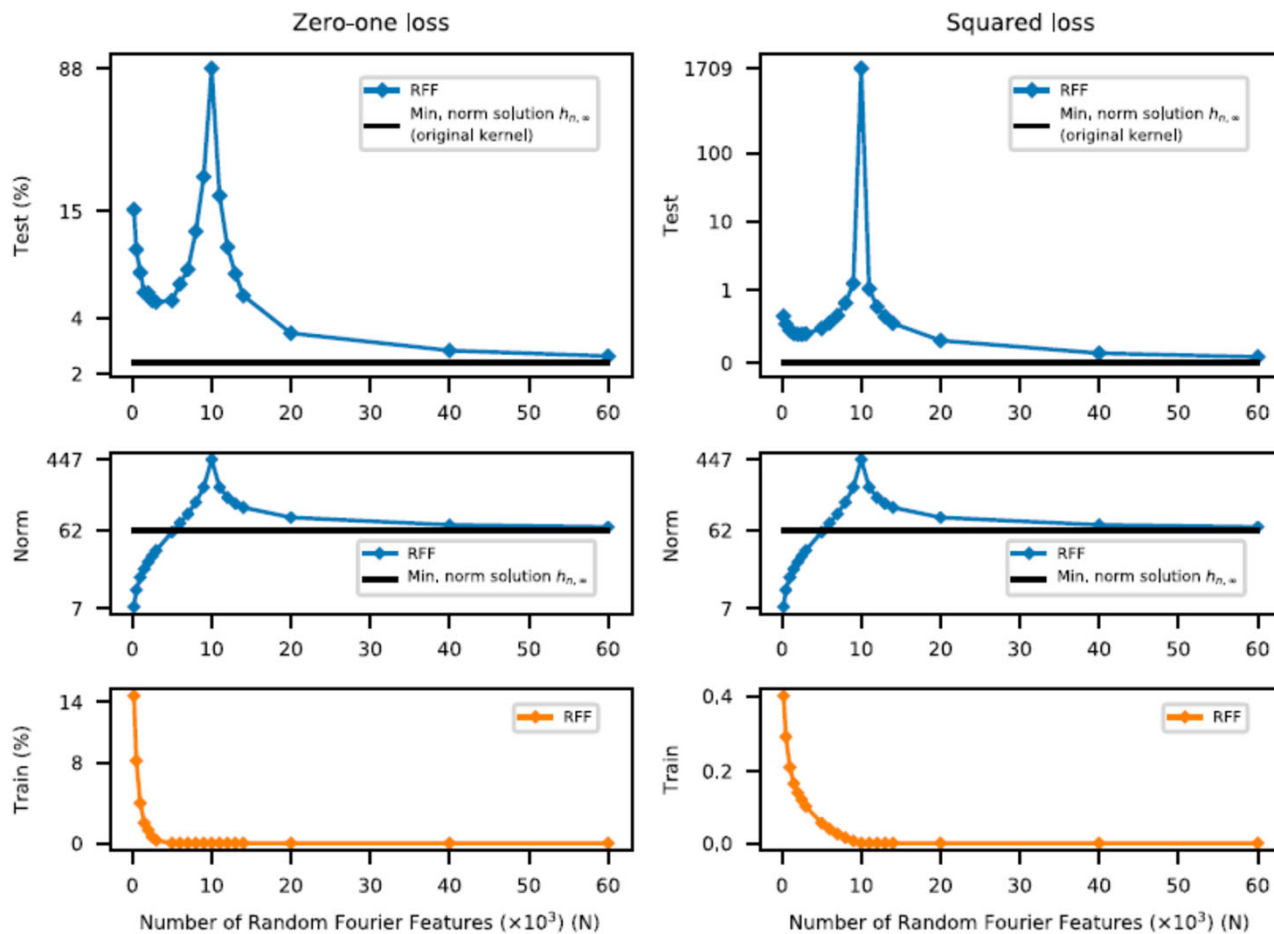 Zero-one loss
88
15
4
2
Test (%)
RFF
Min, norm solution hₙ,∞
(original kernel)
0 10 20 30 40 50 60
447
62
7
Norm
RFF
Min, norm solution hₙ,∞
0 10 20 30 40 50 60
14
8
0
Train (%)
RFF
0 10 20 30 40 50 60
Number of Random Fourier Features (×10³) (N)
Squared loss
1709
100
10
1
0
Test
RFF
Min, norm solution hₙ,∞
(original kernel)
0 10 20 30 40 50 60
447
62
7
Norm
RFF
Min, norm solution hₙ,∞
0 10 20 30 40 50 60
0,4
0,2
0,0
Train
RFF
0 10 20 30 40 50 60
Number of Random Fourier Features (×10³) (N)